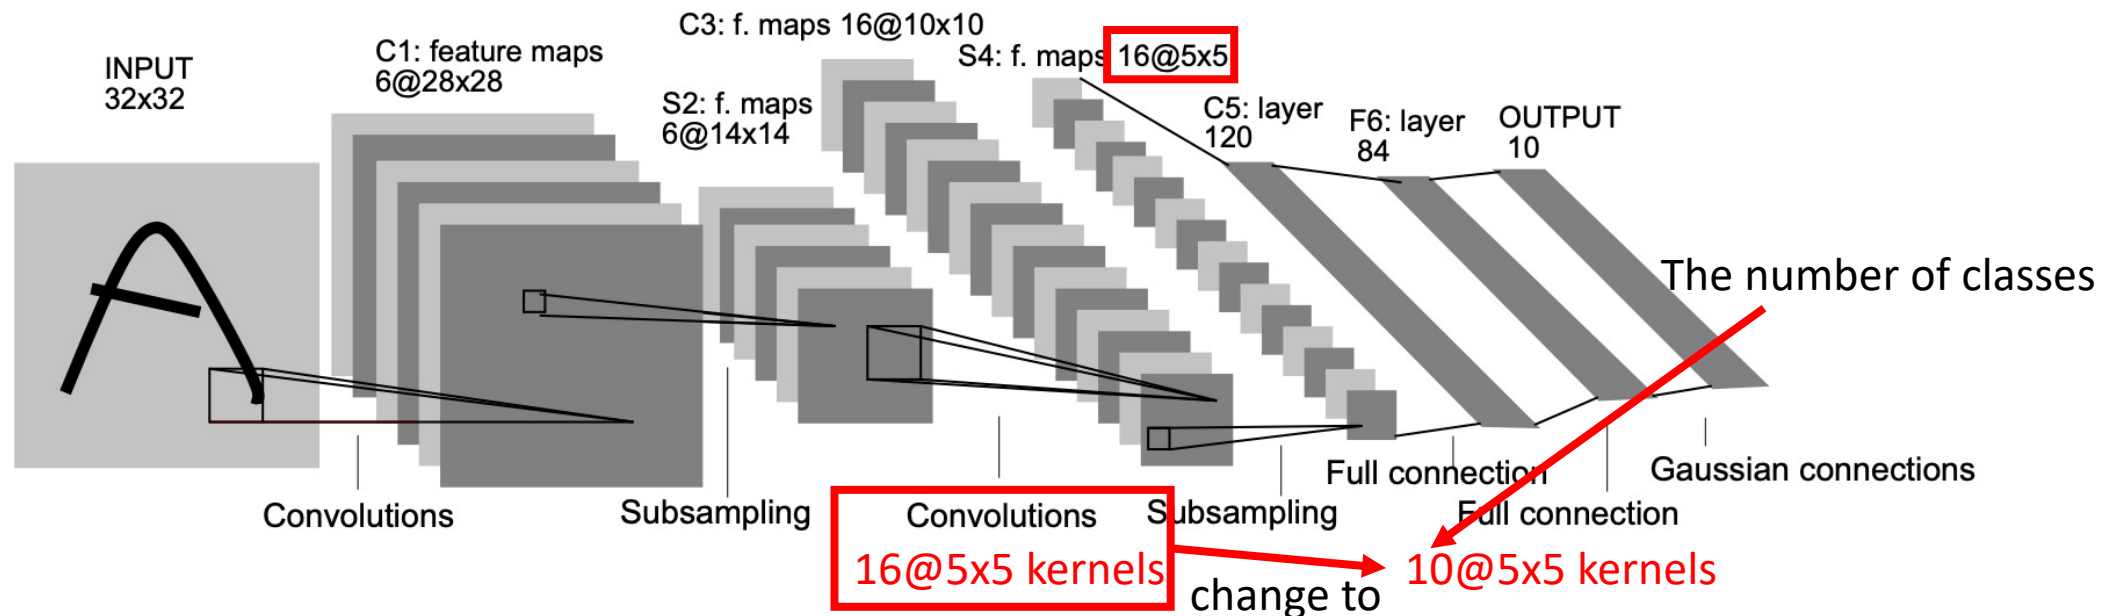 INPUT
32x32
C1: feature maps
6@28x28
S2: f. maps
6@14x14
C3: f. maps 16@10x10
S4: f. maps 16@5x5
C5: layer
120
F6: layer
84
OUTPUT
10
The number of classes
Convolutions
Subsampling
Convolutions
Subsampling
Full connection
Full connection
Gaussian connections
16@5x5 kernels
change to
10@5x5 kernels